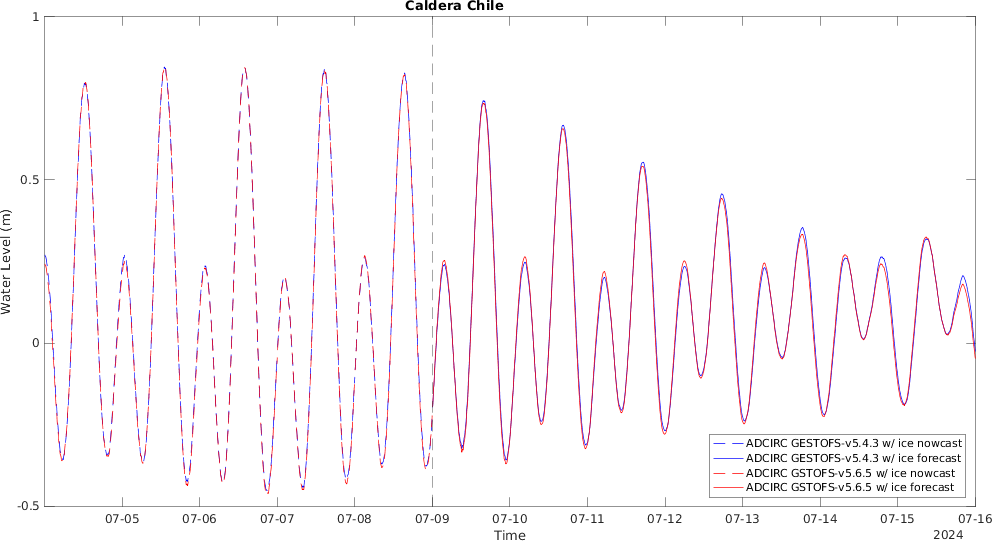 Caldera Chile
1
0.5
0
-0.5
Water Level (m)
07-05
07-06
07-07
07-08
07-09
07-10
07-11
07-12
07-13
07-14
07-15
07-16
Time
2024
ADCIRC GESTOFS-v5.4.3 w/ ice nowcast
ADCIRC GESTOFS-v5.4.3 w/ ice forecast
ADCIRC GSTOFS-v5.6.5 w/ ice nowcast
ADCIRC GSTOFS-v5.6.5 w/ ice forecast